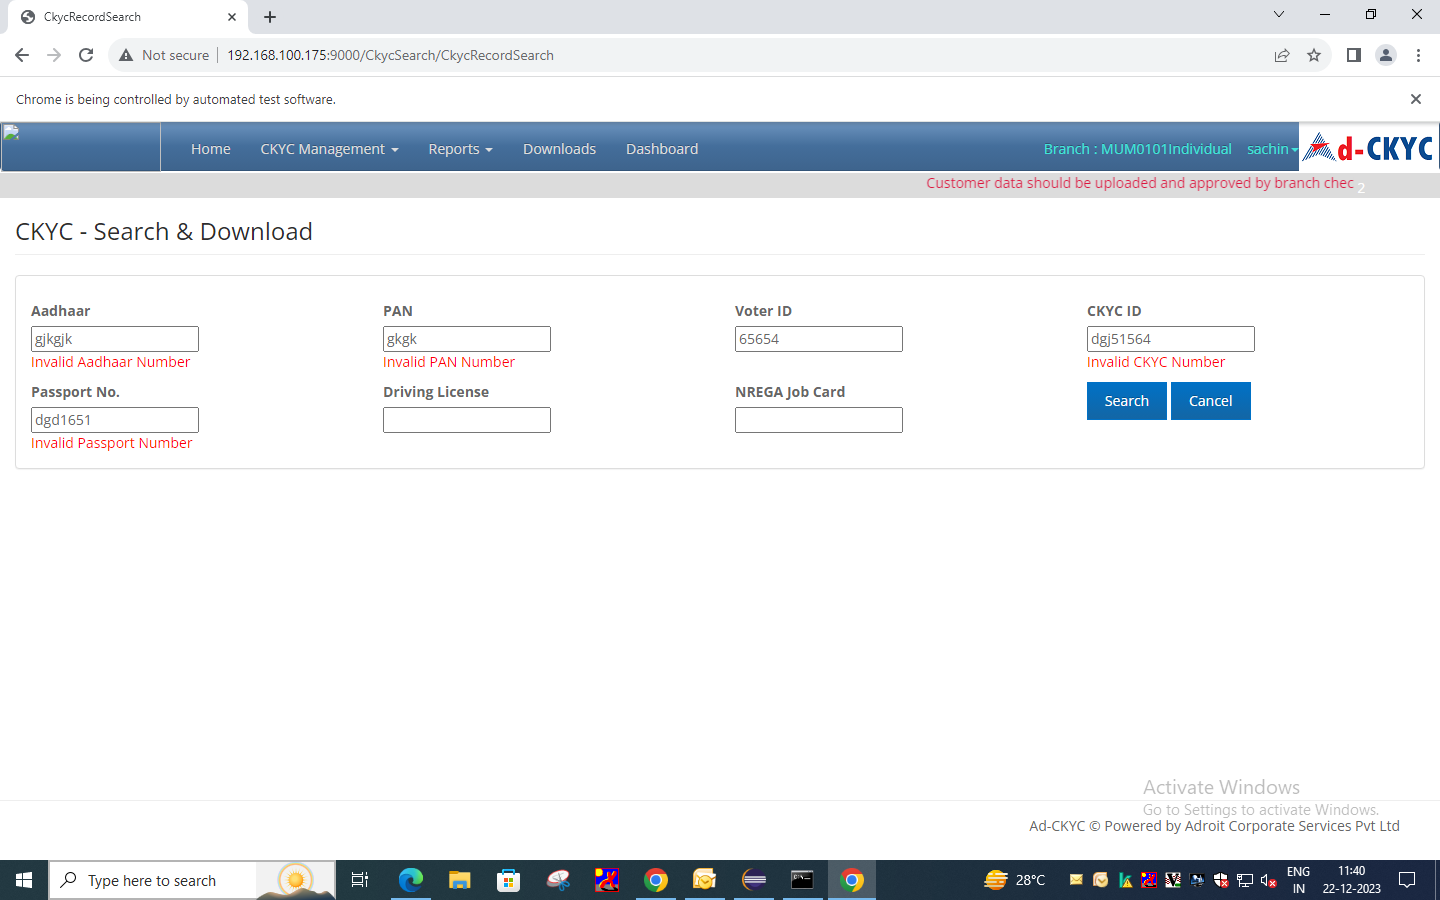 CkycRecordSearch
Not secure
192.168.100.175:9000/CkycSearch/CkycRecordSearch
Chrome is being controlled by automated test software.
Home CKYC Management Reports Downloads Dashboard Branch : MUM0101Individual sachin d-CKYC
Customer data should be uploaded and approved by branch chec 2
CKYC - Search & Download
Aadhaar PAN Voter ID CKYC ID
gjkgjk gkgk 65654 dgj51564
Invalid Aadhaar Number Invalid PAN Number Invalid CKYC Number
Passport No. Driving License NREGA Job Card
Search Cancel
dgd1651
Invalid Passport Number
Activate Windows
Go to Settings to activate Windows.
Ad-CKYC © Powered by Adroit Corporate Services Pvt Ltd
Type here to search
28°C
ENG
IN
11:40
22-12-2023